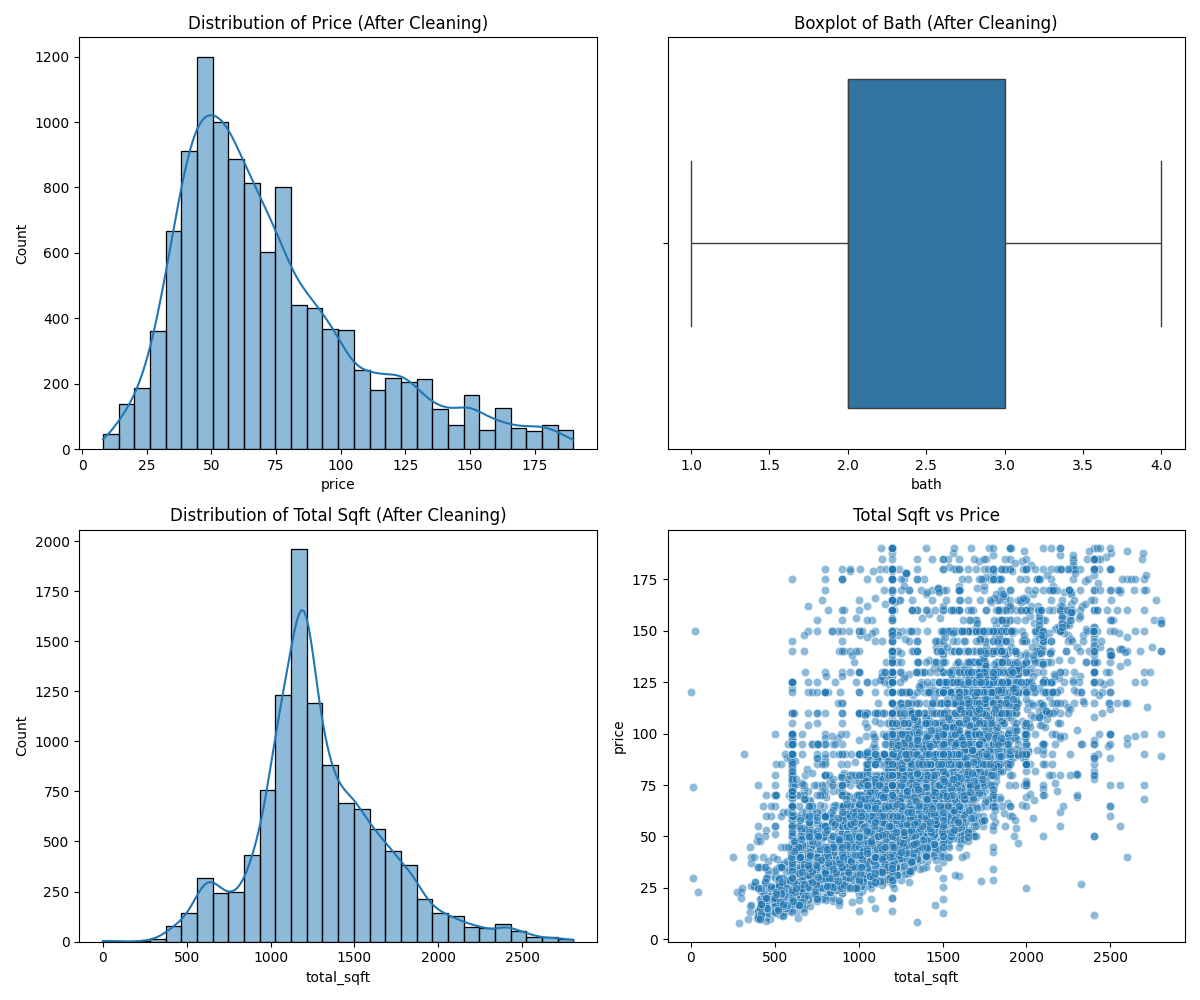 Distribution of Price (After Cleaning)
1200
1000
800
600
400
200
0
Count
0 25 50 75 100 125 150 175
price
Boxplot of Bath (After Cleaning)
1.0 1.5 2.0 2.5 3.0 3.5 4.0
bath
Distribution of Total Sqft (After Cleaning)
2000
1750
1500
1250
1000
750
500
250
0
Count
0 500 1000 1500 2000 2500
total_sqft
Total Sqft vs Price
175
150
125
100
75
50
25
0
price
0 500 1000 1500 2000 2500
total_sqft